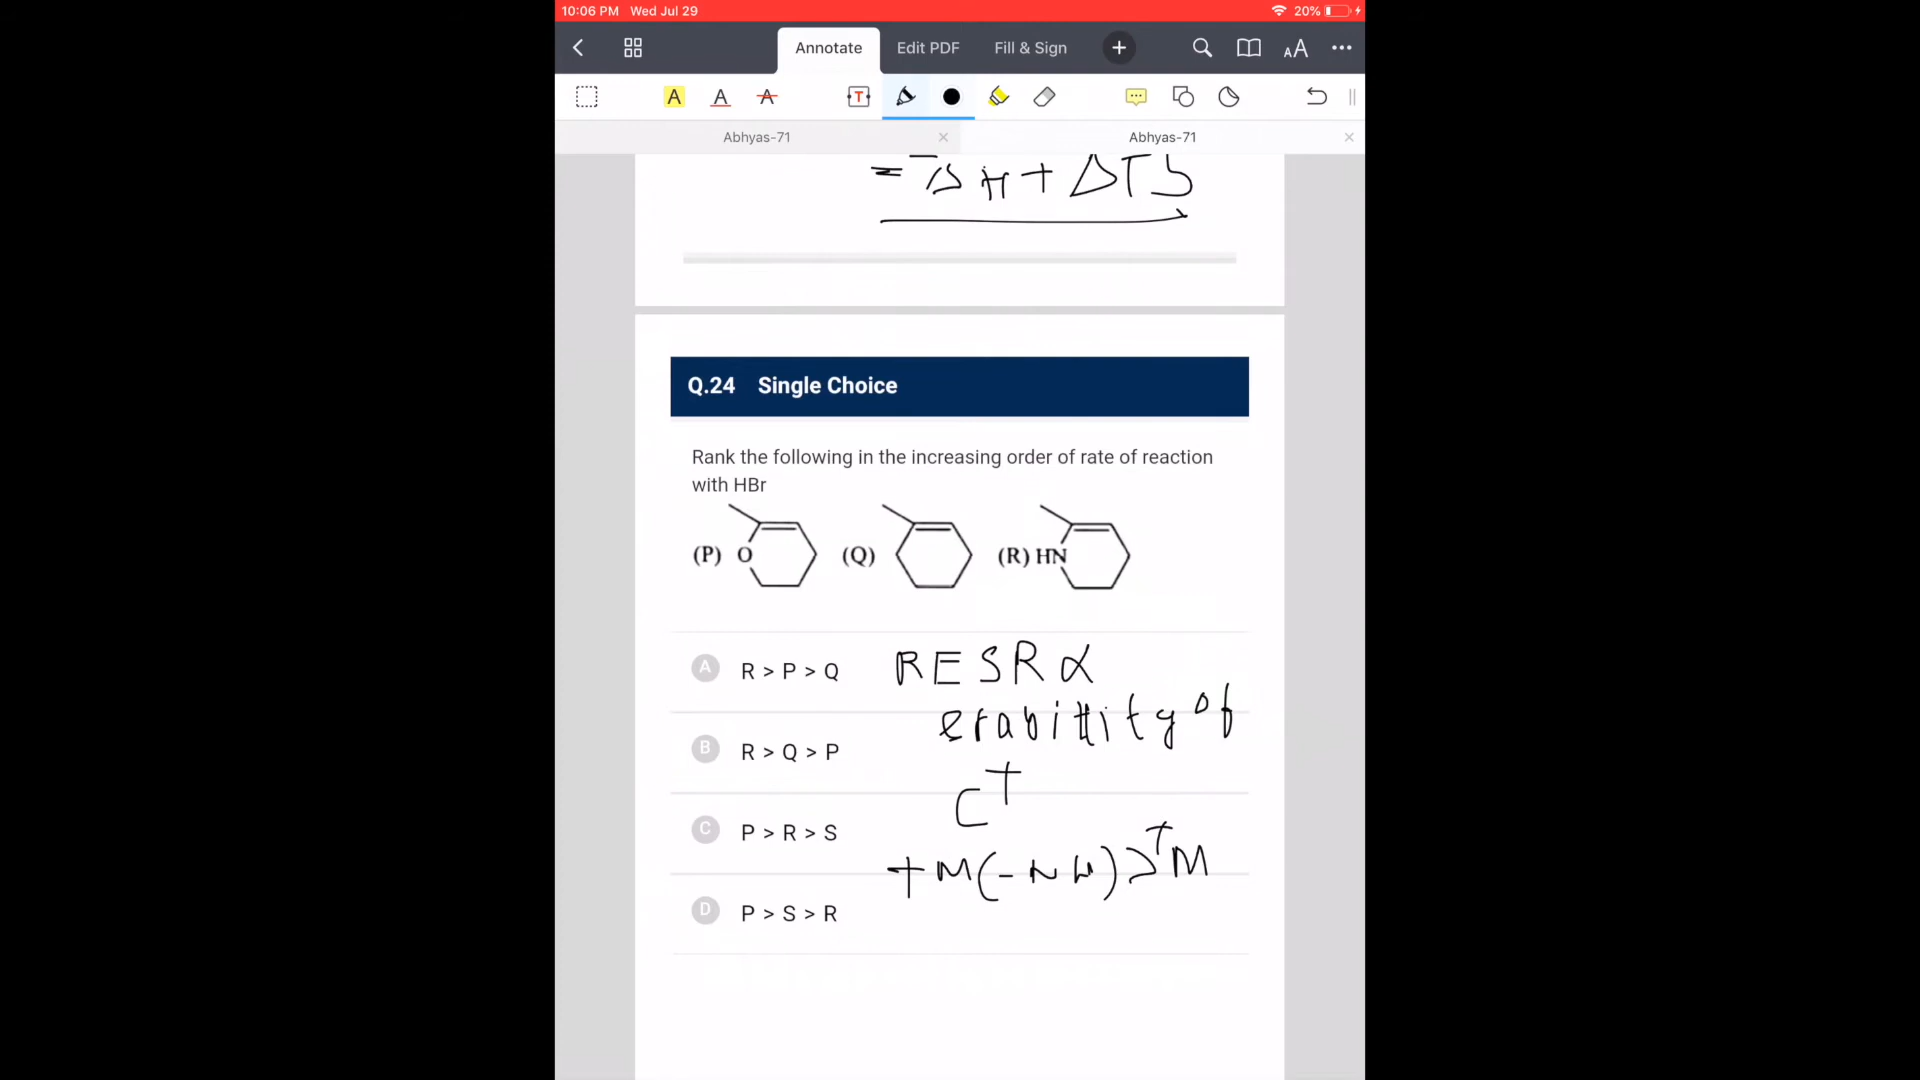 10:06 PM Wed Jul 29
20%
Annotate
Edit PDF
Fill & Sign
Abhyas-71
Abhyas-71
= -ΔH + ΔTS
Q.24 Single Choice
Rank the following in the increasing order of rate of reaction
with HBr
(P) O
(Q)
(R) HN
A R > P > Q
B R > Q > P
C P > R > S
D P > S > R
RESR α
stability of
C+
+M(-NH) > +M